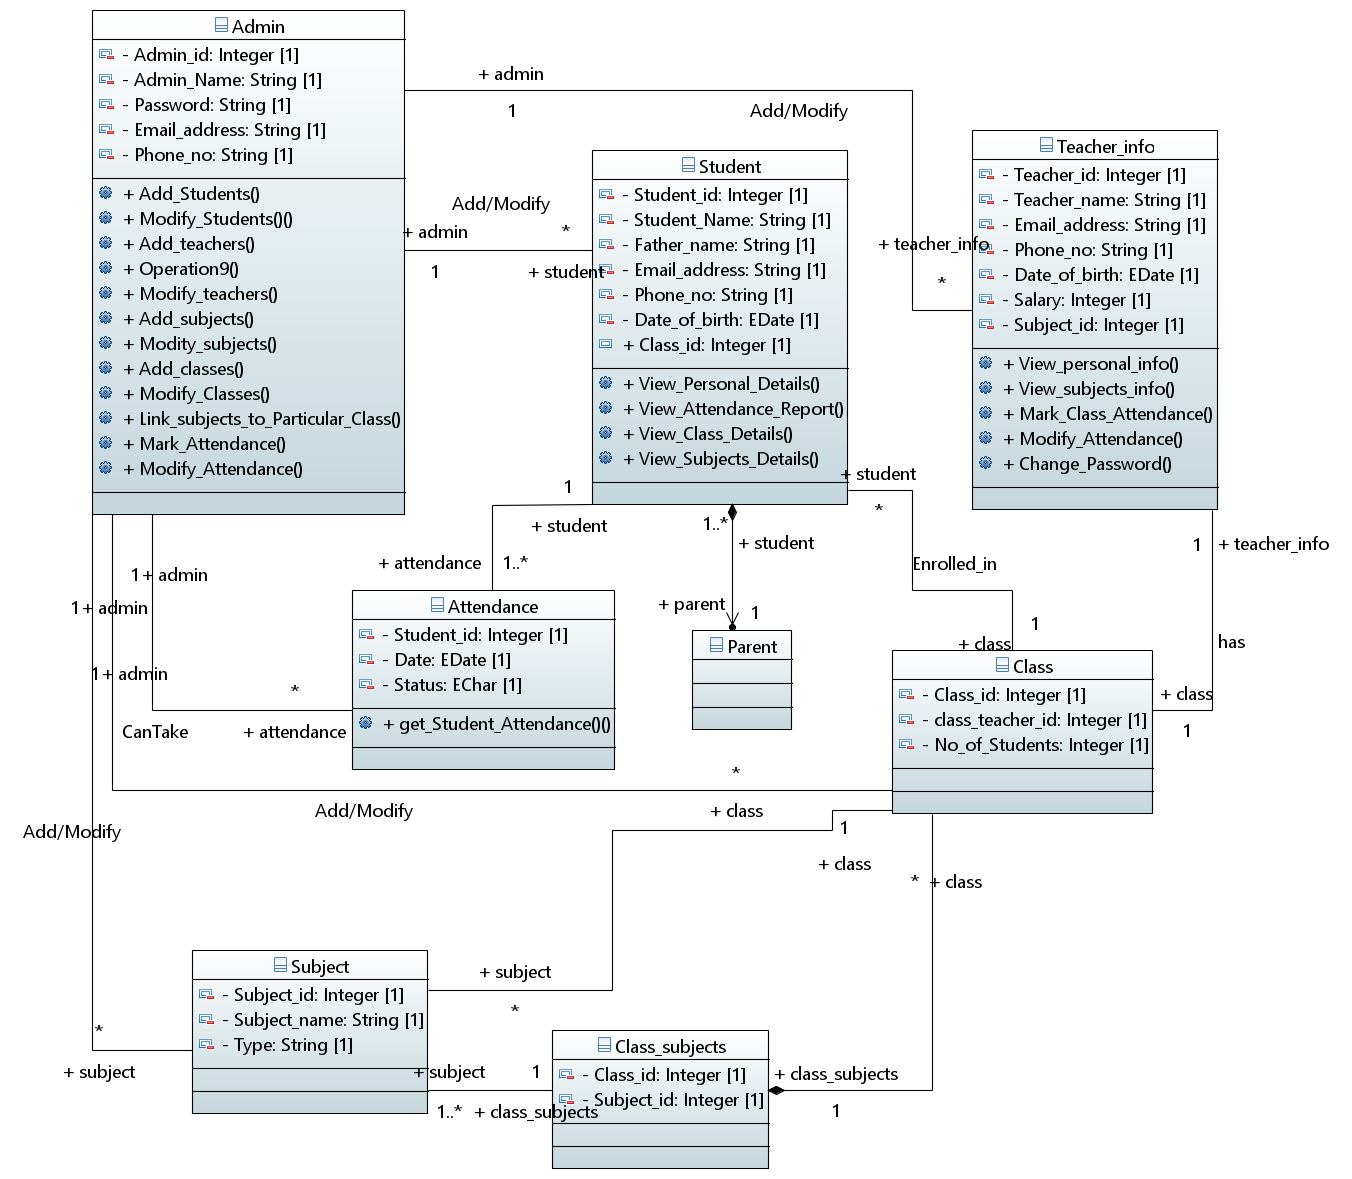 Admin
- Admin_id: Integer [1]
- Admin_Name: String [1]
- Password: String [1]
- Email_address: String [1]
- Phone_no: String [1]
+ Add_Students()
+ Modify_Students()()
+ Add_teachers()
+ Operation9()
+ Modify_teachers()
+ Add_subjects()
+ Modity_subjects()
+ Add_classes()
+ Modify_Classes()
+ Link_subjects_to_Particular_Class()
+ Mark_Attendance()
+ Modify_Attendance()
+ admin
1
Add/Modify
+ teacher_info
*
Add/Modify
+ admin
*
1
+ student
Student
- Student_id: Integer [1]
- Student_Name: String [1]
- Father_name: String [1]
- Email_address: String [1]
- Phone_no: String [1]
- Date_of_birth: EDate [1]
+ Class_id: Integer [1]
+ View_Personal_Details()
+ View_Attendance_Report()
+ View_Class_Details()
+ View_Subjects_Details()
Teacher_info
- Teacher_id: Integer [1]
- Teacher_name: String [1]
- Email_address: String [1]
- Phone_no: String [1]
- Date_of_birth: EDate [1]
- Salary: Integer [1]
- Subject_id: Integer [1]
+ View_personal_info()
+ View_subjects_info()
+ Mark_Class_Attendance()
+ Modify_Attendance()
+ Change_Password()
1
+ student
+ attendance
1..*
1..*
+ student
+ parent
1
+ student
*
Enrolled_in
1
+ class
1
+ teacher_info
has
+ class
1
1
+ admin
1
+ admin
1
+ admin
*
CanTake
+ attendance
Attendance
- Student_id: Integer [1]
- Date: EDate [1]
- Status: EChar [1]
+ get_Student_Attendance()()
Parent
Class
- Class_id: Integer [1]
- class_teacher_id: Integer [1]
- No_of_Students: Integer [1]
*
Add/Modify
+ class
1
+ class
Add/Modify
*
+ class
Subject
- Subject_id: Integer [1]
- Subject_name: String [1]
- Type: String [1]
+ subject
*
*
+ subject
+ subject
1
1..*
+ class_subjects
Class_subjects
- Class_id: Integer [1]
- Subject_id: Integer [1]
+ class_subjects
1